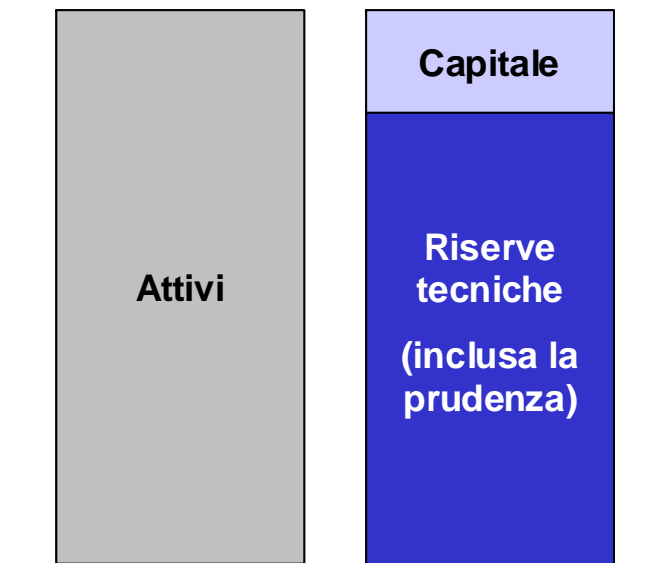 Attivi
Capitale
Riserve
tecniche
(inclusa la
prudenza)